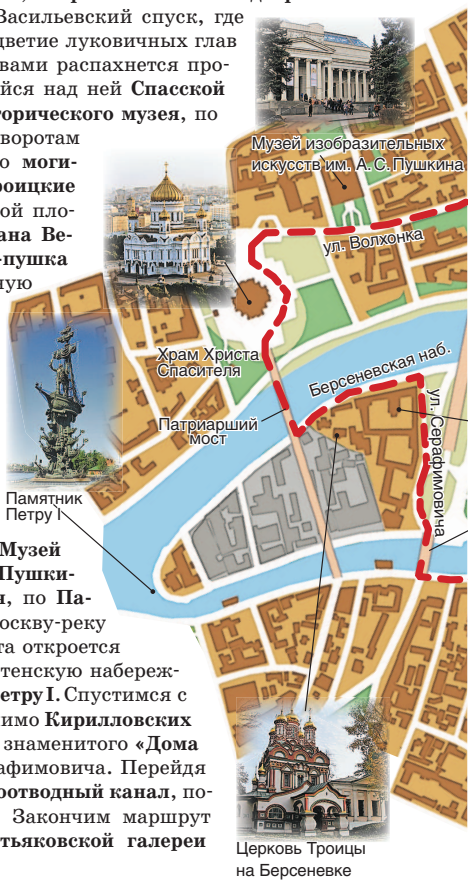 Васильевский спуск, где
цветие луковичных глав
вами распахнется про-
йся над ней Спасской
торического музея, по
воротам
о моги-
роицкие
ой пло-
ана Ве-
-пушка
ную
Музей изобразительных
искусств им. А. С. Пушкина
ул. Волхонка
Храм Христа
Спасителя
Берсеневская наб.
Патриарший
мост
ул. Серафимовича
Памятник
Петру I
Музей
Пушки-
я, по Па-
оскву-реку
та откроется
тенскую набереж-
етру I. Спустимся с
имо Кирилловских
знаменитого «Дома
афимовича. Перейдя
оотводный канал, по-
Закончим маршрут
тьяковской галереи
Церковь Троицы
на Берсеневке